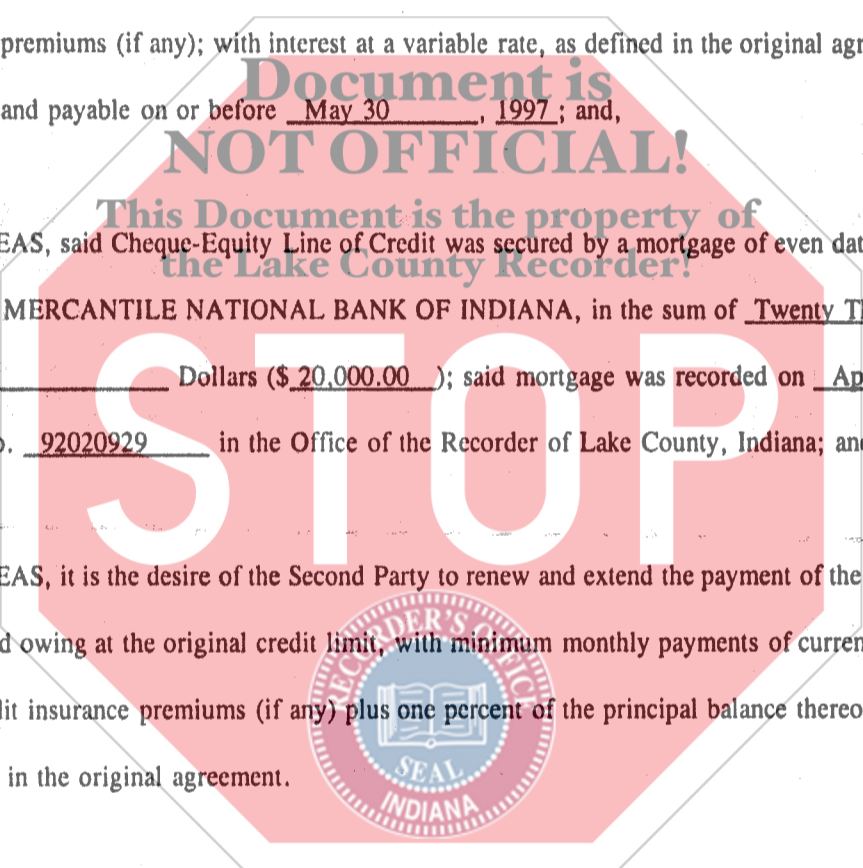 premiums (if any); with interest at a variable rate, as defined in the original agr
Document is
and payable on or before May 30, 1997; and,
NOT OFFICIAL!
This Document is the property of
EAS, said Cheque-Equity Line of Credit was secured by a mortgage of even dat
the Lake County Recorder!
MERCANTILE NATIONAL BANK OF INDIANA, in the sum of Twenty T
STOP
Dollars ($ 20,000.00 ); said mortgage was recorded on Ap
o. 92020929 in the Office of the Recorder of Lake County, Indiana; an
EAS, it is the desire of the Second Party to renew and extend the payment of the
d owing at the original credit limit, with minimum monthly payments of curren
dit insurance premiums (if any) plus one percent of the principal balance thereo
in the original agreement.
RECORDER'S OFFICE
SEAL
INDIANA